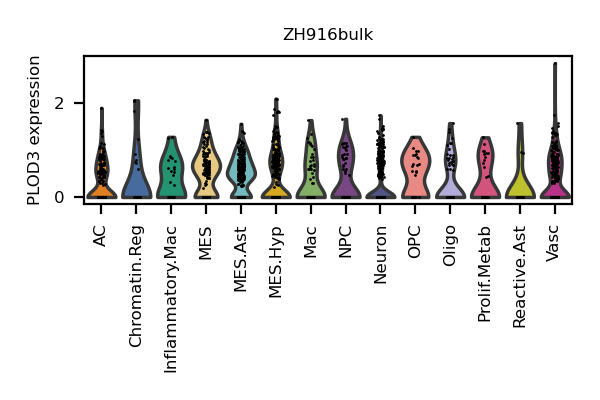 ZH916bulk
PLOD3 expression
2
0
AC
Chromatin.Reg
Inflammatory.Mac
MES
MES.Ast
MES.Hyp
Mac
NPC
Neuron
OPC
Oligo
Prolif.Metab
Reactive.Ast
Vasc